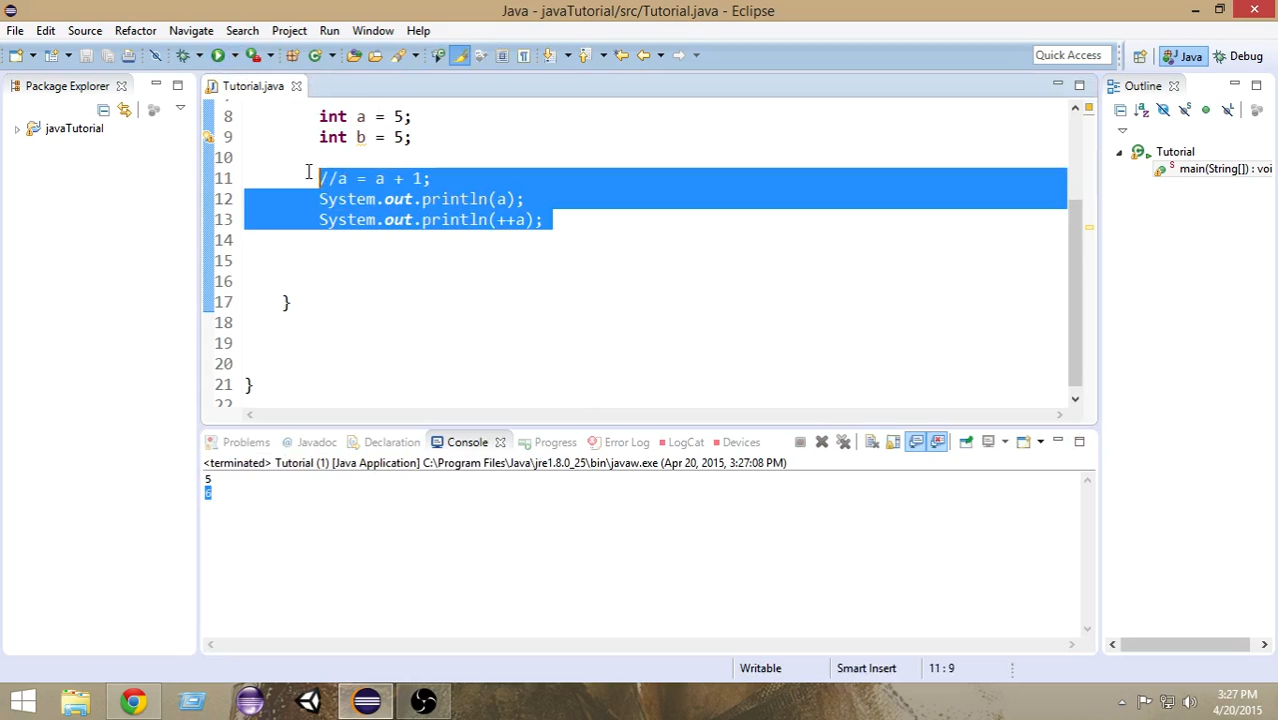 Java - javaTutorial/src/Tutorial.java - Eclipse
File Edit Source Refactor Navigate Search Project Run Window Help
Quick Access
Java
Debug
Package Explorer
javaTutorial
Tutorial.java
8 int a = 5;
9 int b = 5;
10
11 //a = a + 1;
12 System.out.println(a);
13 System.out.println(++a);
14
15
16
17 }
18
19
20
21 }
22
Outline
Tutorial
main(String[]) : voi
Problems Javadoc Declaration Console Progress Error Log LogCat Devices
<terminated> Tutorial (1) [Java Application] C:\Program Files\Java\jre1.8.0_25\bin\javaw.exe (Apr 20, 2015, 3:27:08 PM)
5
6
Writable Smart Insert 11 : 9
3:27 PM
4/20/2015